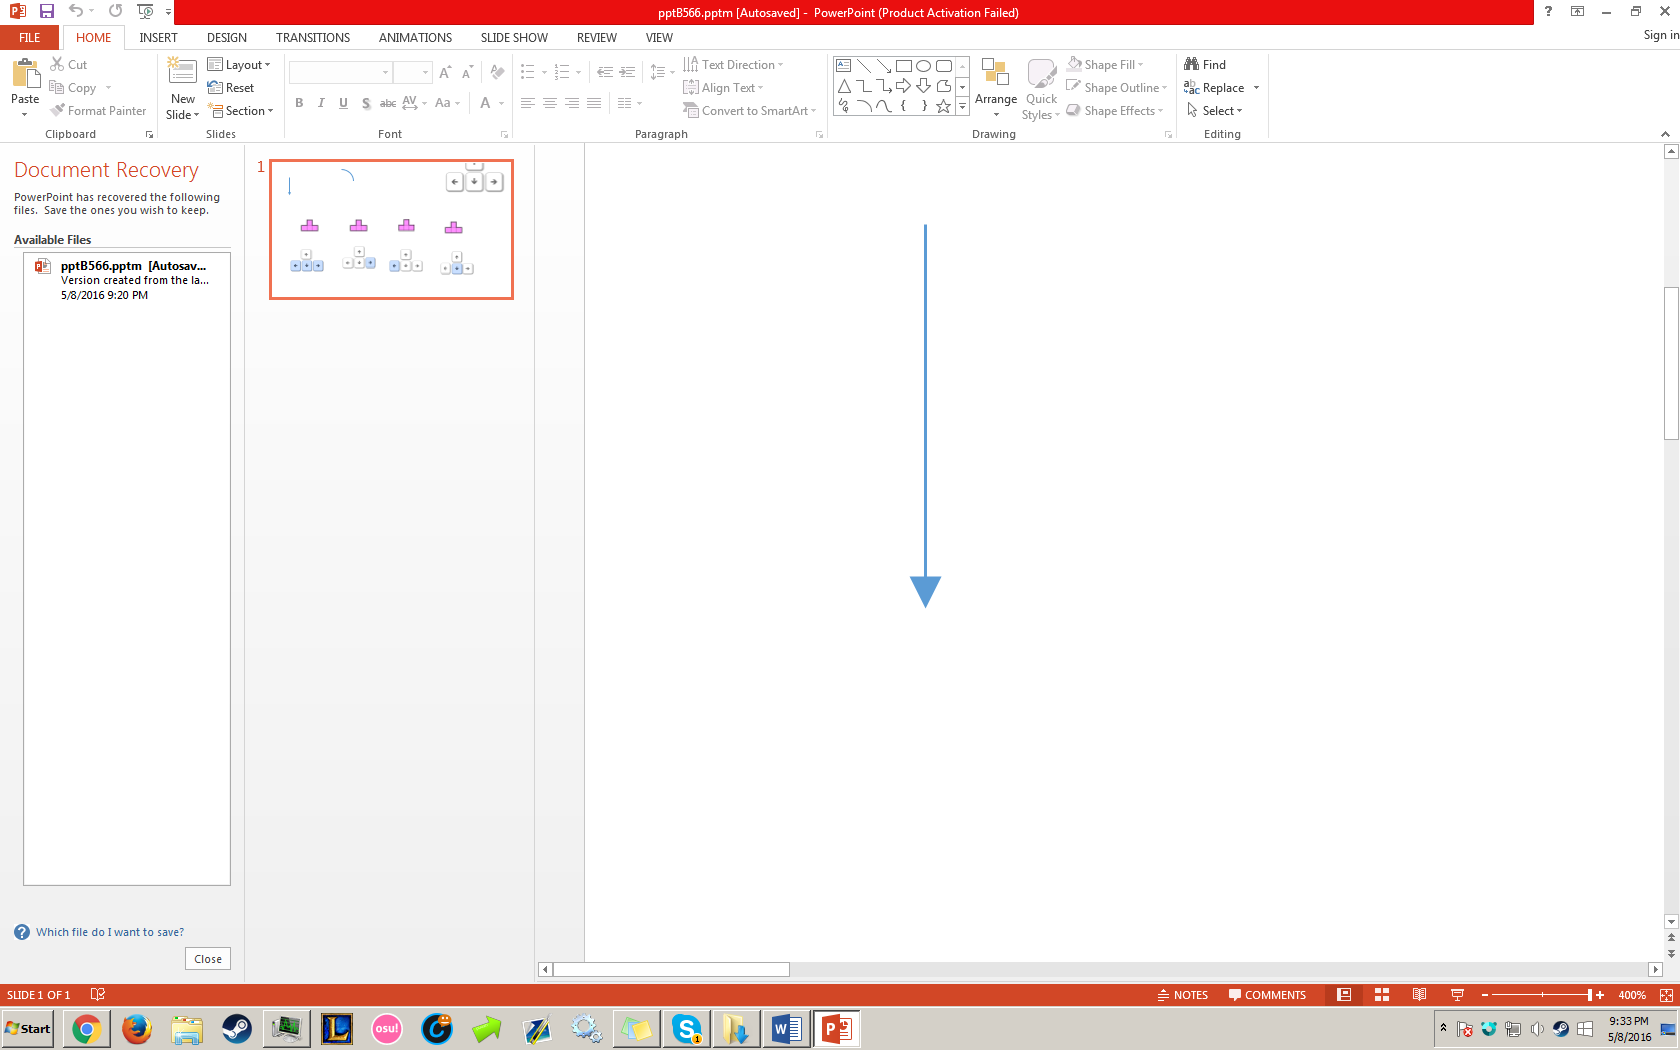 pptB566.pptm [Autosaved] - PowerPoint (Product Activation Failed)
FILE HOME INSERT DESIGN TRANSITIONS ANIMATIONS SLIDE SHOW REVIEW VIEW
Sign in
Paste
Cut
Copy
Format Painter
Clipboard
New
Slide
Layout
Reset
Section
Slides
B I U S abc AV Aa A
Font
Text Direction
Align Text
Convert to SmartArt
Paragraph
Arrange
Quick
Styles
Shape Fill
Shape Outline
Shape Effects
Drawing
Find
Replace
Select
Editing
Document Recovery
PowerPoint has recovered the following
files. Save the ones you wish to keep.
Available Files
pptB566.pptm [Autosav...
Version created from the la...
5/8/2016 9:20 PM
Which file do I want to save?
Close
1
SLIDE 1 OF 1
NOTES
COMMENTS
400%
Start
osu!
1
9:33 PM
5/8/2016